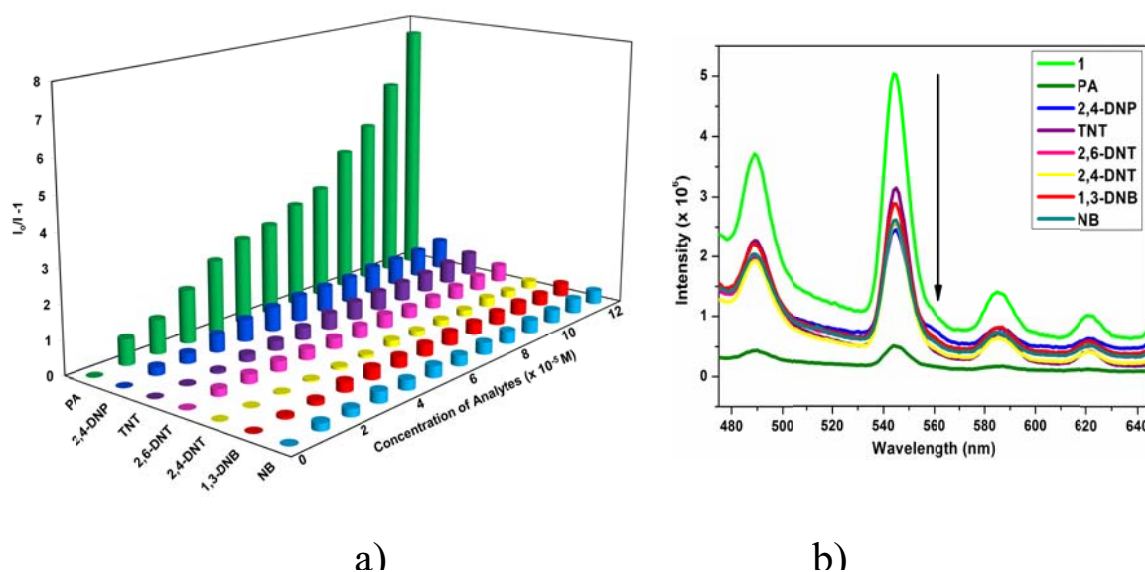 8
7
6
5
4
3
2
1
0
I₀/I -1
PA
2,4-DNP
TNT
2,6-DNT
2,4-DNT
1,3-DNB
NB
0
2
4
6
8
10
12
Concentration of Analytes (x 10⁻⁵ M)
a)
5
4
3
2
1
0
Intensity (x 10⁶)
1
PA
2,4-DNP
TNT
2,6-DNT
2,4-DNT
1,3-DNB
NB
480 500 520 540 560 580 600 620 640
Wavelength (nm)
b)